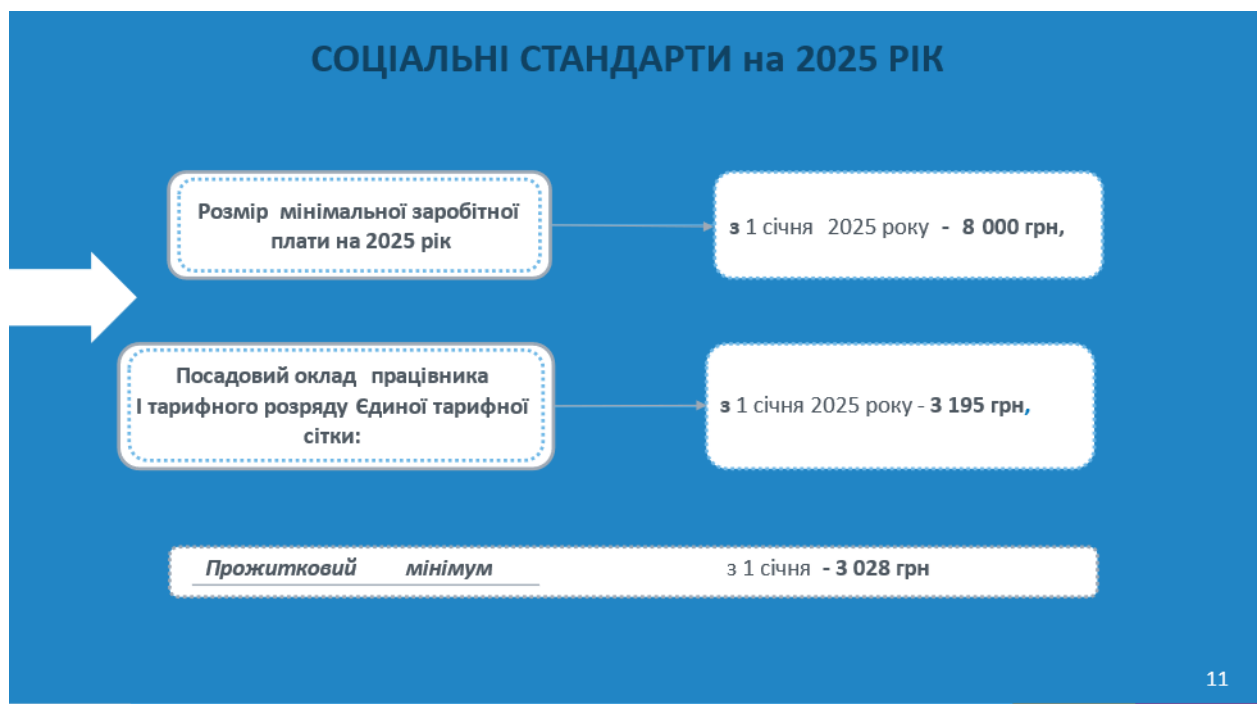 СОЦІАЛЬНІ СТАНДАРТИ на 2025 РІК
Розмір мінімальної заробітної
плати на 2025 рік
з 1 січня 2025 року - 8 000 грн,
Посадовий оклад працівника
І тарифного розряду Єдиної тарифної
сітки:
з 1 січня 2025 року - 3 195 грн,
Прожитковий мінімум
з 1 січня - 3 028 грн
11